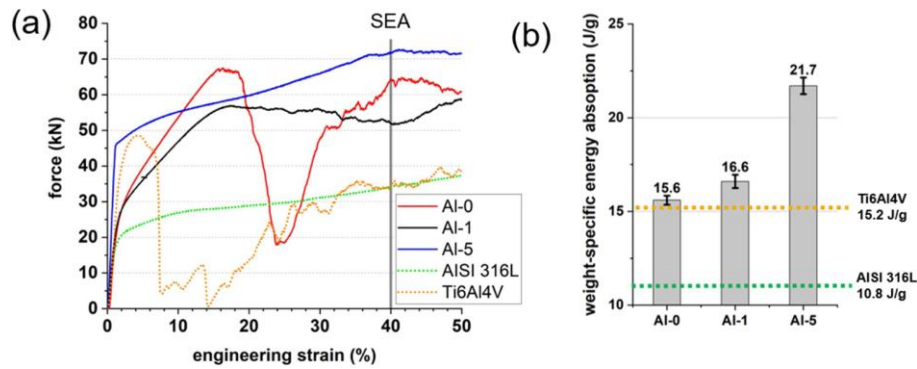 (a)
SEA
80
70
60
50
40
30
20
10
0
force (kN)
0 10 20 30 40 50
engineering strain (%)
Al-0
Al-1
Al-5
AISI 316L
Ti6Al4V
(b)
weight-specific energy absoption (J/g)
25
20
15
10
15.6
16.6
21.7
Al-0 Al-1 Al-5
Ti6Al4V
15.2 J/g
AISI 316L
10.8 J/g